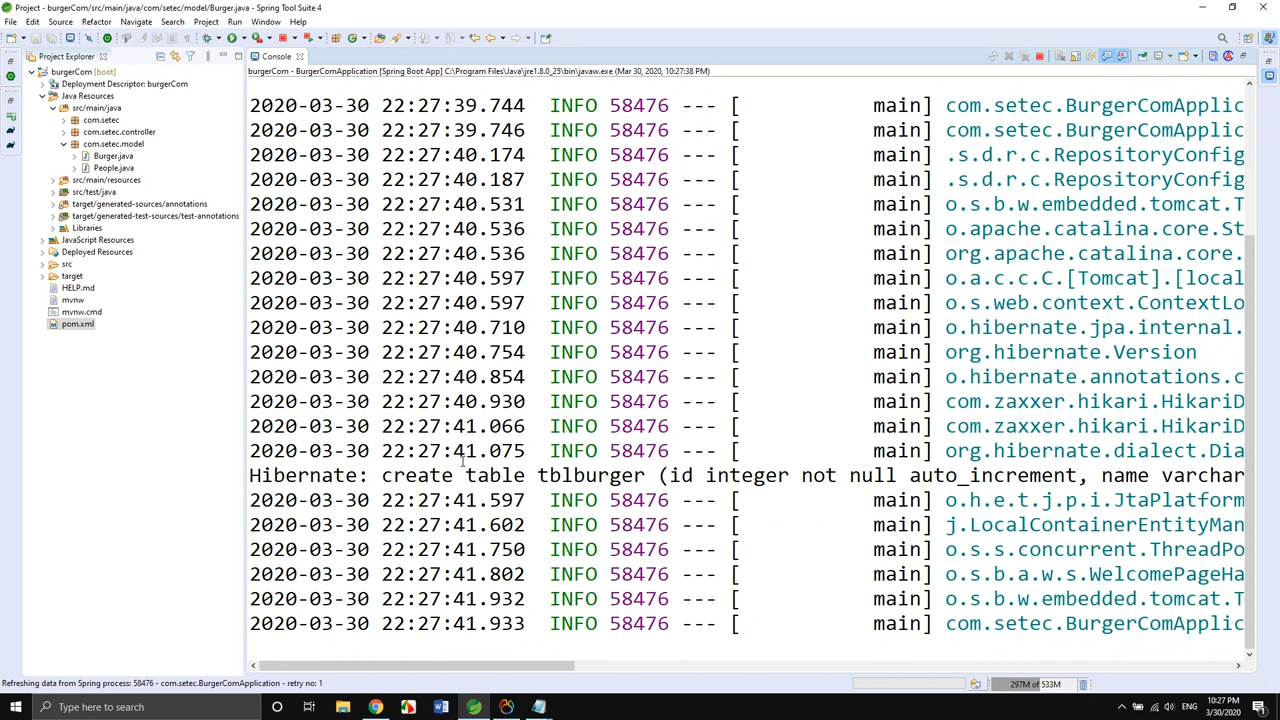 Project - burgerCom/src/main/java/com/setec/model/Burger.java - Spring Tool Suite 4
File Edit Source Refactor Navigate Search Project Run Window Help
Project Explorer
Console
burgerCom - BurgerComApplication [Spring Boot App] C:\Program Files\Java\jre1.8.0_25\bin\javaw.exe (Mar 30, 2020, 10:27:38 PM)
burgerCom [boot]
Deployment Descriptor: burgerCom
Java Resources
src/main/java
com.setec
com.setec.controller
com.setec.model
Burger.java
People.java
src/main/resources
src/test/java
target/generated-sources/annotations
target/generated-test-sources/test-annotations
Libraries
JavaScript Resources
Deployed Resources
src
target
HELP.md
mvnw
mvnw.cmd
pom.xml
2020-03-30 22:27:39.744 INFO 58476 --- [ main] com.setec.BurgerComApplic
2020-03-30 22:27:39.746 INFO 58476 --- [ main] com.setec.BurgerComApplic
2020-03-30 22:27:40.174 INFO 58476 --- [ main] .s.d.r.c.RepositoryConfig
2020-03-30 22:27:40.187 INFO 58476 --- [ main] .s.d.r.c.RepositoryConfig
2020-03-30 22:27:40.531 INFO 58476 --- [ main] o.s.b.w.embedded.tomcat.T
2020-03-30 22:27:40.536 INFO 58476 --- [ main] o.apache.catalina.core.St
2020-03-30 22:27:40.536 INFO 58476 --- [ main] org.apache.catalina.core.
2020-03-30 22:27:40.597 INFO 58476 --- [ main] o.a.c.c.C.[Tomcat].[local
2020-03-30 22:27:40.597 INFO 58476 --- [ main] o.s.web.context.ContextLo
2020-03-30 22:27:40.710 INFO 58476 --- [ main] o.hibernate.jpa.internal.
2020-03-30 22:27:40.754 INFO 58476 --- [ main] org.hibernate.Version
2020-03-30 22:27:40.854 INFO 58476 --- [ main] o.hibernate.annotations.c
2020-03-30 22:27:40.930 INFO 58476 --- [ main] com.zaxxer.hikari.HikariD
2020-03-30 22:27:41.066 INFO 58476 --- [ main] com.zaxxer.hikari.HikariD
2020-03-30 22:27:41.075 INFO 58476 --- [ main] org.hibernate.dialect.Dia
Hibernate: create table tblburger (id integer not null auto_increment, name varchar
2020-03-30 22:27:41.597 INFO 58476 --- [ main] o.h.e.t.j.p.i.JtaPlatform
2020-03-30 22:27:41.602 INFO 58476 --- [ main] j.LocalContainerEntityMan
2020-03-30 22:27:41.750 INFO 58476 --- [ main] o.s.s.concurrent.ThreadPo
2020-03-30 22:27:41.802 INFO 58476 --- [ main] o.s.b.a.w.s.WelcomePageHa
2020-03-30 22:27:41.932 INFO 58476 --- [ main] o.s.b.w.embedded.tomcat.T
2020-03-30 22:27:41.933 INFO 58476 --- [ main] com.setec.BurgerComApplic
Refreshing data from Spring process: 58476 - com.setec.BurgerComApplication - retry no: 1
297M of 533M
Type here to search
ENG
10:27 PM
3/30/2020